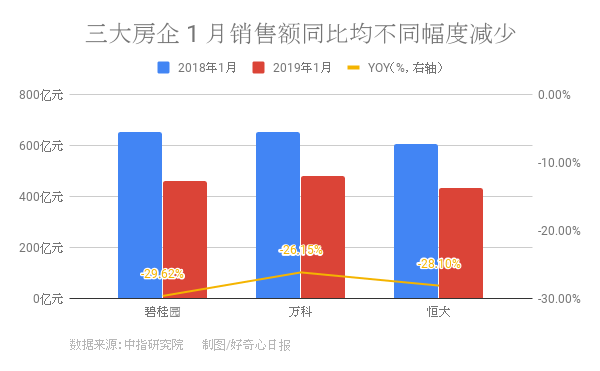 三大房企 1 月销售额同比均不同幅度减少
2018年1月 2019年1月 YOY(%, 右轴)
800亿元 0.00%
600亿元 -10.00%
400亿元 -20.00%
200亿元
0亿元 -30.00%
-29.62% -26.15% -28.10%
碧桂园 万科 恒大
数据来源: 中指研究院 制图/好奇心日报